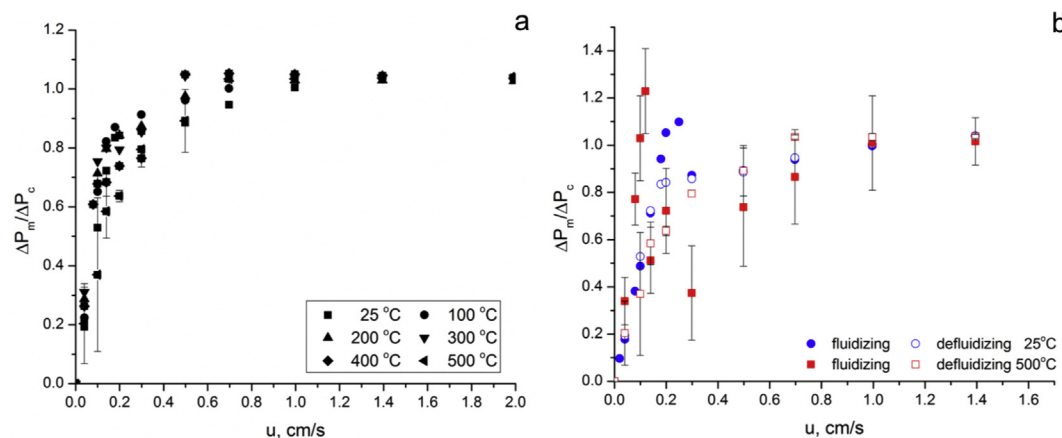 a
1.2
1.0
0.8
0.6
0.4
0.2
0.0
ΔPm/ΔPc
25 °C 100 °C
200 °C 300 °C
400 °C 500 °C
0.0 0.2 0.4 0.6 0.8 1.0 1.2 1.4 1.6 1.8 2.0
u, cm/s
b
1.4
1.2
1.0
0.8
0.6
0.4
0.2
0.0
ΔPm/ΔPc
fluidizing defluidizing 25°C
fluidizing defluidizing 500°C
0.0 0.2 0.4 0.6 0.8 1.0 1.2 1.4 1.6
u, cm/s